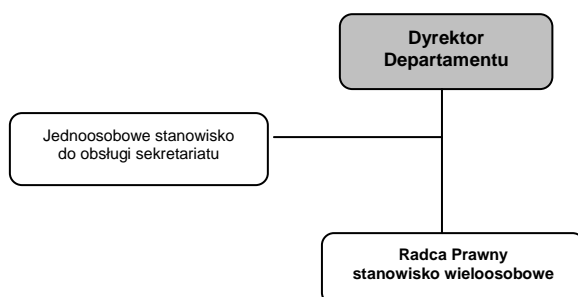 Dyrektor
Departamentu
Jednoosobowe stanowisko
do obsługi sekretariatu
Radca Prawny
stanowisko wieloosobowe